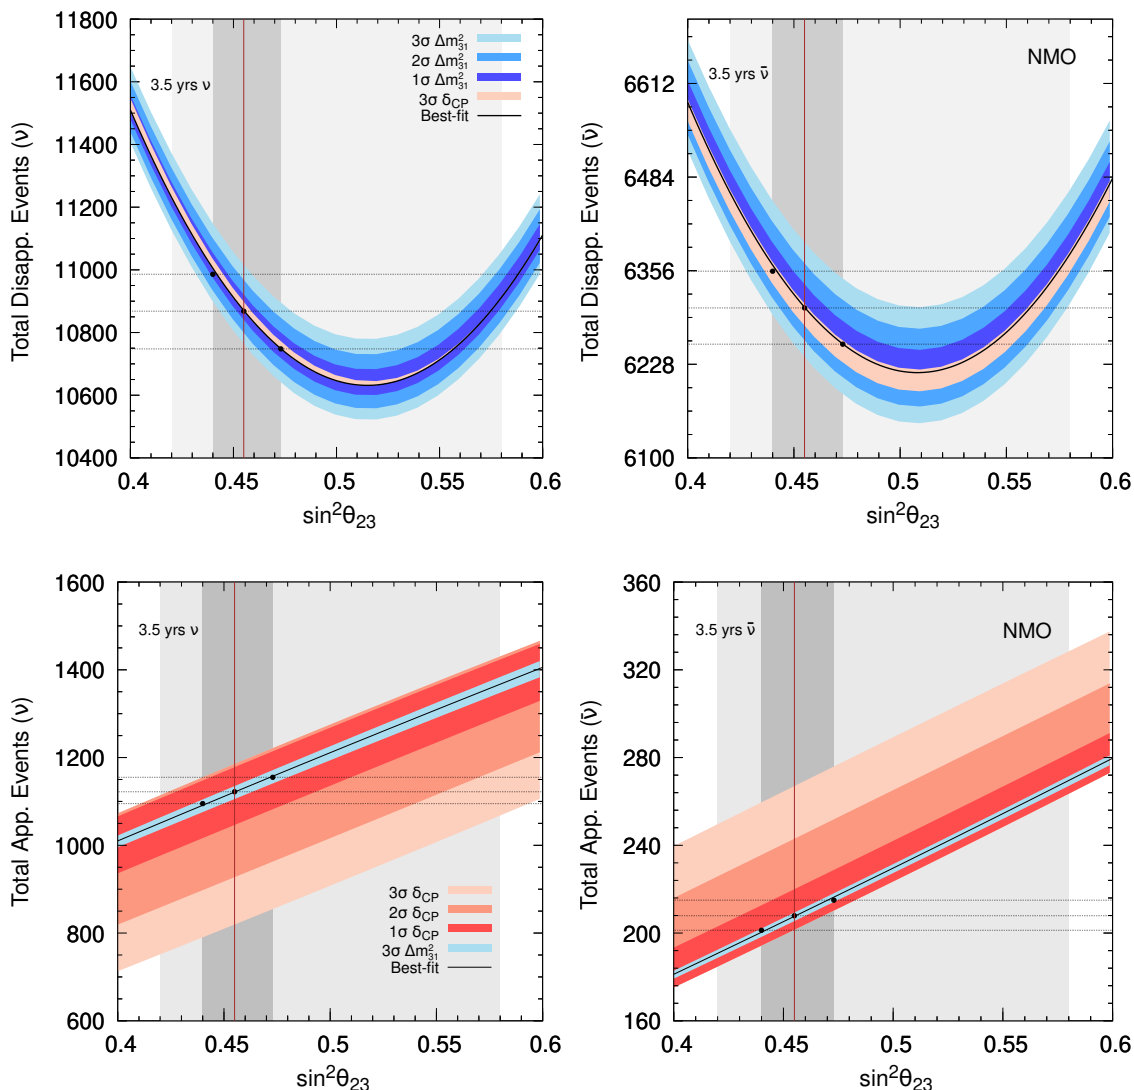 11800
11600
11400
11200
11000
10800
10600
10400
Total Disapp. Events (ν)
3.5 yrs ν
3σ Δm²₃₁
2σ Δm²₃₁
1σ Δm²₃₁
3σ δCP
Best-fit
0.4 0.45 0.5 0.55 0.6
sin²θ₂₃
6612
6484
6356
6228
6100
Total Disapp. Events (ν̄)
3.5 yrs ν̄
NMO
0.4 0.45 0.5 0.55 0.6
sin²θ₂₃
1600
1400
1200
1000
800
600
Total App. Events (ν)
3.5 yrs ν
3σ δCP
2σ δCP
1σ δCP
3σ Δm²₃₁
Best-fit
0.4 0.45 0.5 0.55 0.6
sin²θ₂₃
360
320
280
240
200
160
Total App. Events (ν̄)
3.5 yrs ν̄
NMO
0.4 0.45 0.5 0.55 0.6
sin²θ₂₃